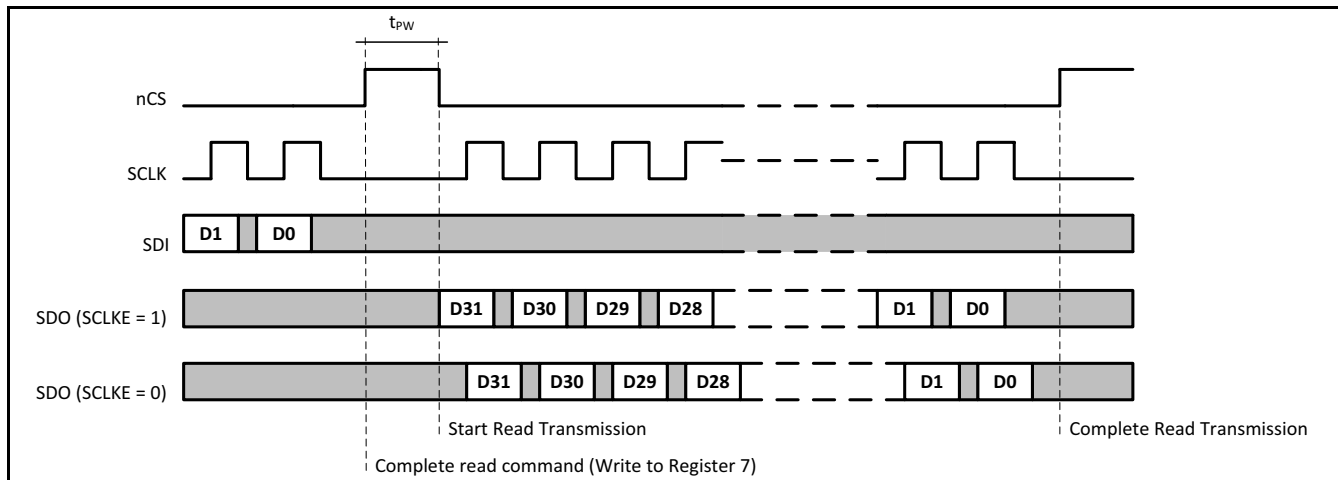 tPW
nCS
SCLK
SDI D1 D0
SDO (SCLKE = 1) D31 D30 D29 D28 D1 D0
SDO (SCLKE = 0) D31 D30 D29 D28 D1 D0
Start Read Transmission Complete Read Transmission
Complete read command (Write to Register 7)